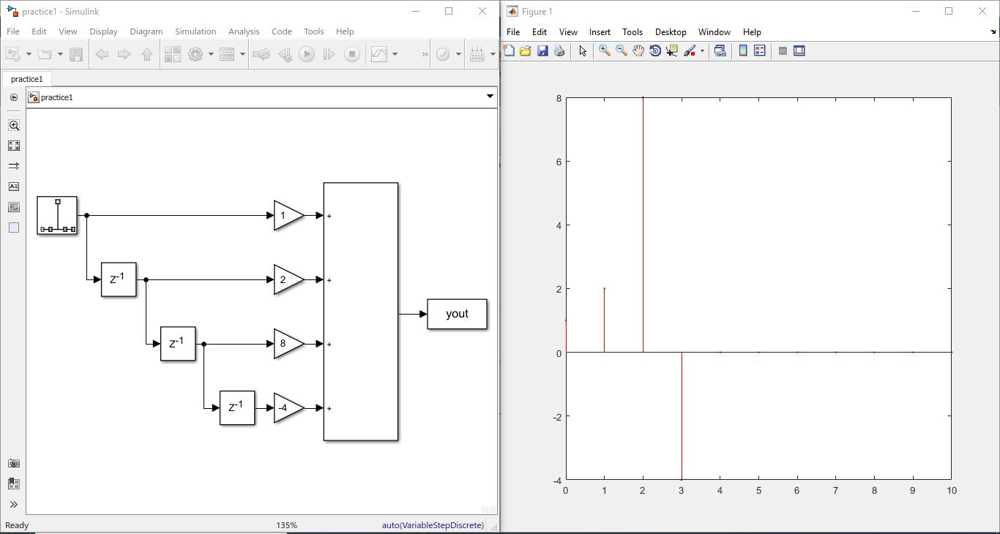 practice1 - Simulink
File Edit View Display Diagram Simulation Analysis Code Tools Help
practice1
practice1
1
Z-1
2
Z-1
8
Z-1
-4
+
+
+
+
yout
Ready
135%
auto(VariableStepDiscrete)
Figure 1
File Edit View Insert Tools Desktop Window Help
8
6
4
2
0
-2
-4
0 1 2 3 4 5 6 7 8 9 10